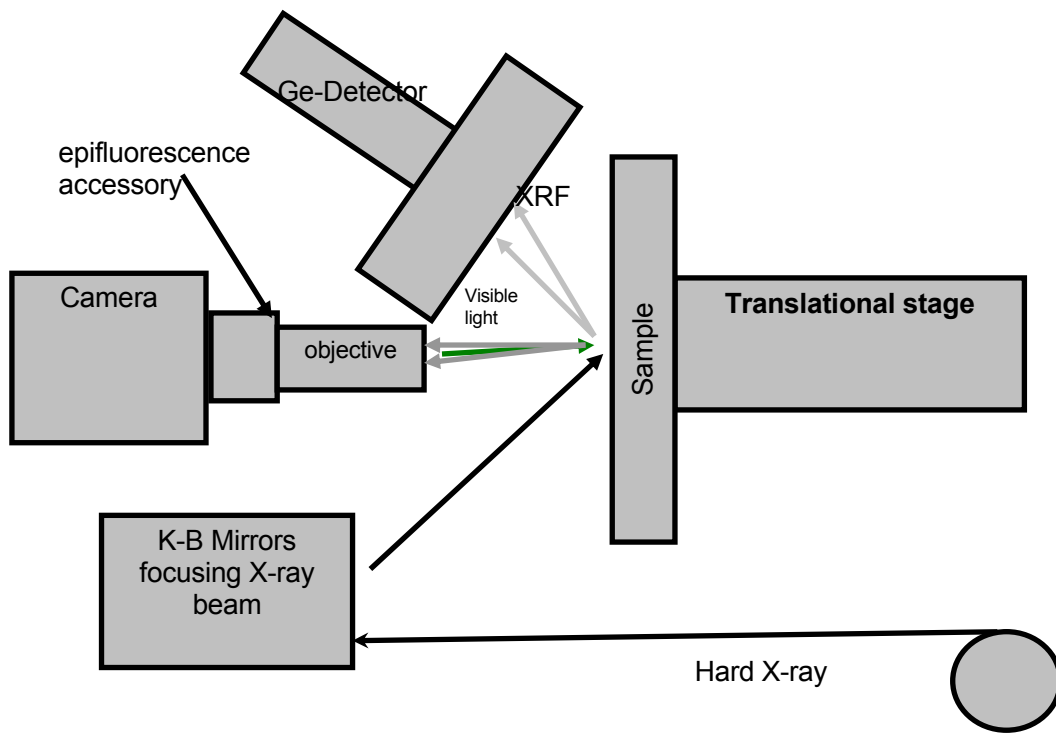 Ge-Detector
epifluorescence
accessory
XRF
Camera
Visible
light
objective
Translational stage
Sample
K-B Mirrors
focusing X-ray
beam
Hard X-ray